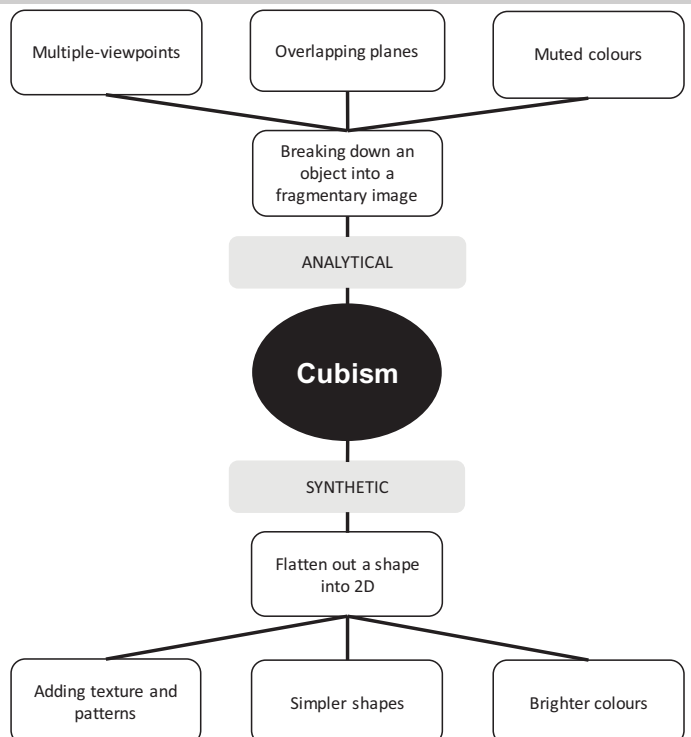 Multiple-viewpoints
Overlapping planes
Muted colours
Breaking down an
object into a
fragmentary image
ANALYTICAL
Cubism
SYNTHETIC
Flatten out a shape
into 2D
Adding texture and
patterns
Simpler shapes
Brighter colours